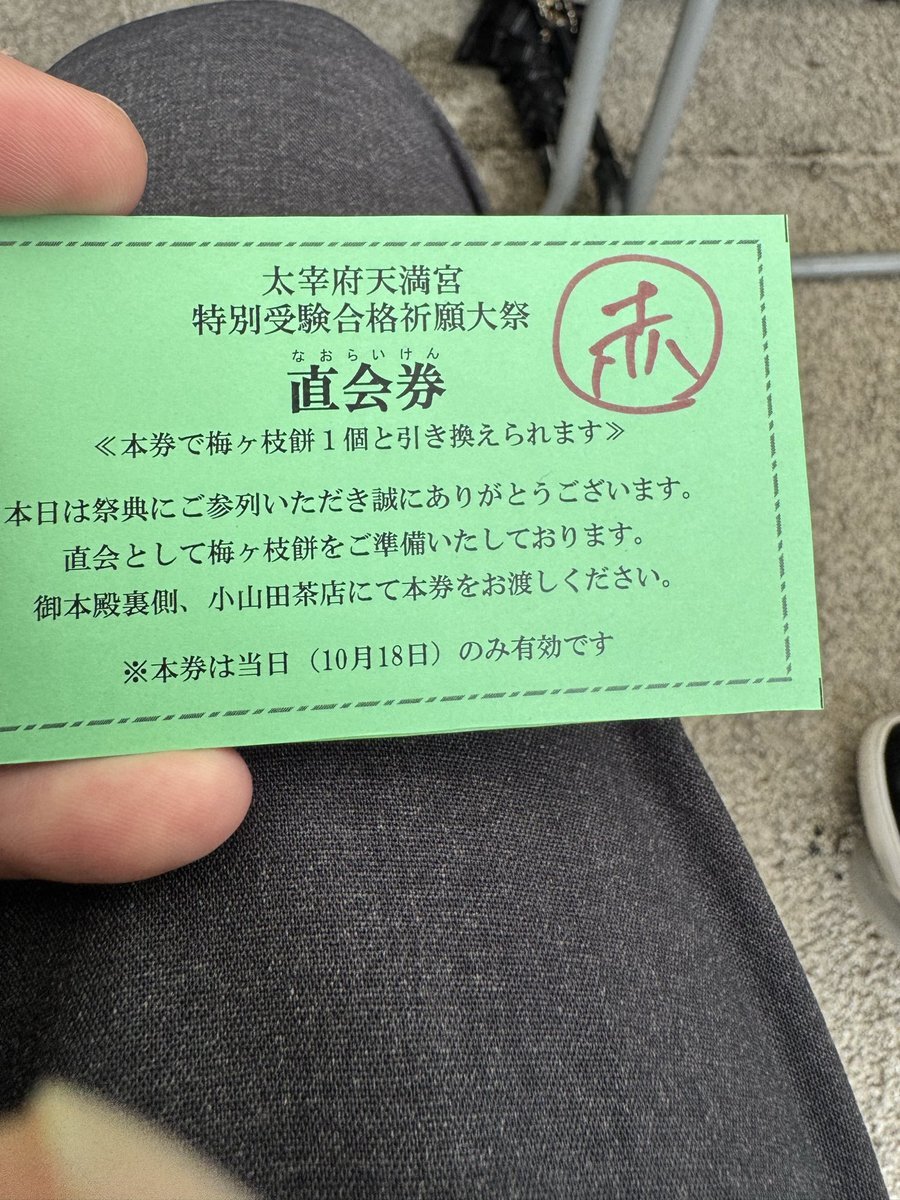 太宰府天満宮
特別受験合格祈願大祭
なおらいけん
直会券
≪本券で梅ヶ枝餅１個と引き換えられます≫
本日は祭典にご参列いただき誠にありがとうございます。
直会として梅ヶ枝餅をご準備いたしております。
御本殿裏側、小山田茶店にて本券をお渡しください。
※本券は当日（10月18日）のみ有効です
赤